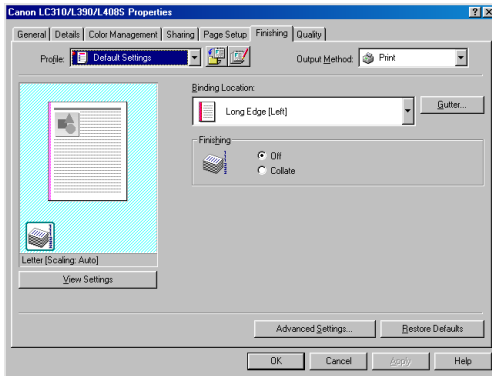 Canon LC310/L390/L408S Properties
General Details Color Management Sharing Page Setup Finishing Quality
Profile: Default Settings Output Method: Print
Binding Location:
Long Edge [Left] Gutter...
Finishing
Off
Collate
Letter [Scaling: Auto]
View Settings
Advanced Settings... Restore Defaults
OK Cancel Apply Help